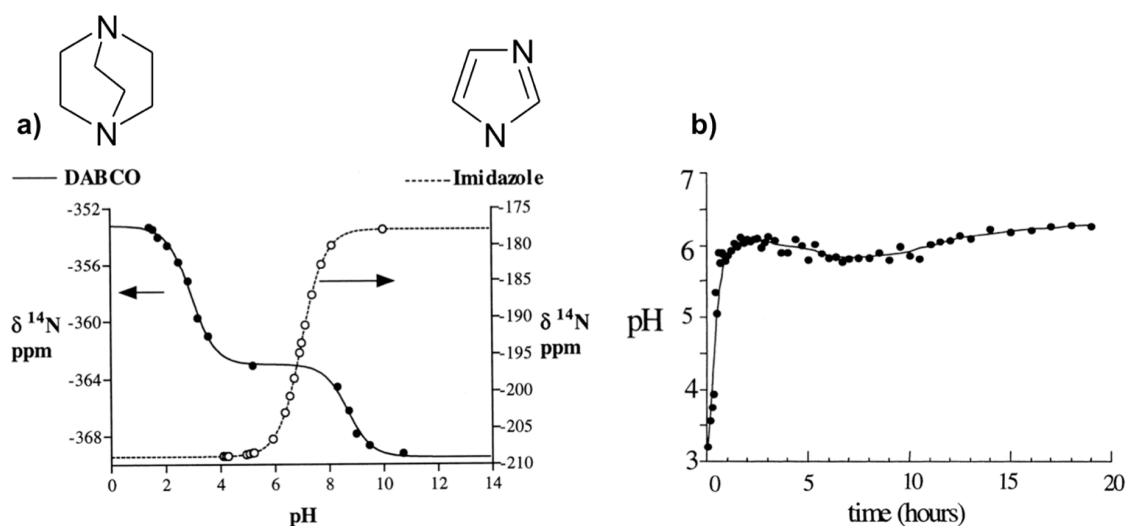 N
N
N
N
a)
b)
DABCO
Imidazole
-352
-356
-360
-364
-368
δ ¹⁴N
ppm
0
2
4
6
8
10
12
14
pH
-175
-180
-185
-190
-195
-200
-205
-210
δ ¹⁴N
ppm
7
6
5
4
3
pH
0
5
10
15
20
time (hours)